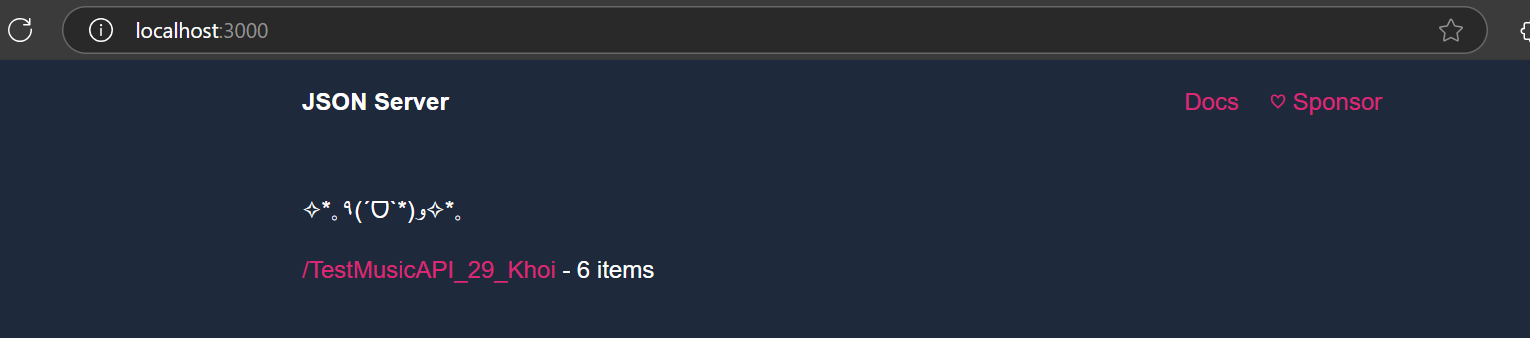 localhost:3000
JSON Server
Docs ♡ Sponsor
✧*｡٩(ˊᗜˋ*)و✧*｡
/TestMusicAPI_29_Khoi - 6 items